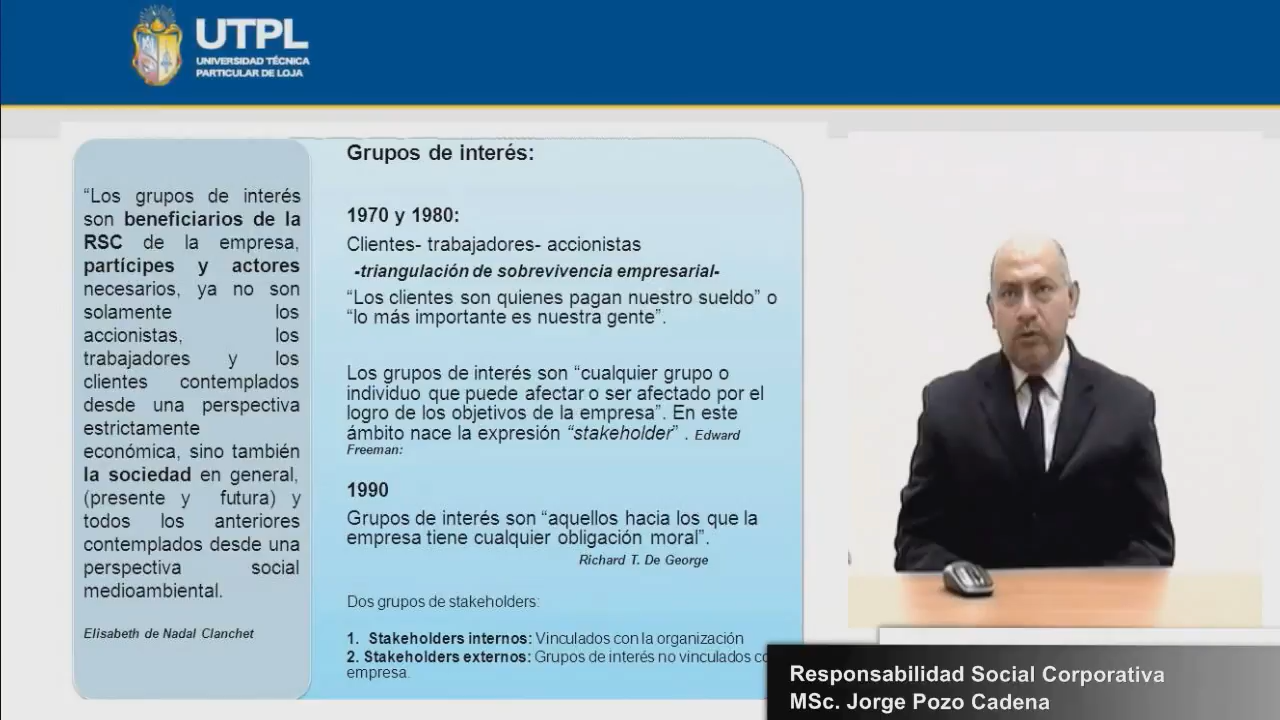 UTPL
UNIVERSIDAD TÉCNICA
PARTICULAR DE LOJA
“Los grupos de interés
son beneficiarios de la
RSC de la empresa,
partícipes y actores
necesarios, ya no son
solamente los
accionistas, los
trabajadores y los
clientes contemplados
desde una perspectiva
estrictamente
económica, sino también
la sociedad en general,
(presente y futura) y
todos los anteriores
contemplados desde una
perspectiva social
medioambiental.
Elisabeth de Nadal Clanchet
Grupos de interés:
1970 y 1980:
Clientes- trabajadores- accionistas
-triangulación de sobrevivencia empresarial-
“Los clientes son quienes pagan nuestro sueldo” o
“lo más importante es nuestra gente”.
Los grupos de interés son “cualquier grupo o
individuo que puede afectar o ser afectado por el
logro de los objetivos de la empresa”. En este
ámbito nace la expresión “stakeholder” . Edward
Freeman:
1990
Grupos de interés son “aquellos hacia los que la
empresa tiene cualquier obligación moral”.
Richard T. De George
Dos grupos de stakeholders:
1. Stakeholders internos: Vinculados con la organización
2. Stakeholders externos: Grupos de interés no vinculados
empresa.
Responsabilidad Social Corporativa
MSc. Jorge Pozo Cadena